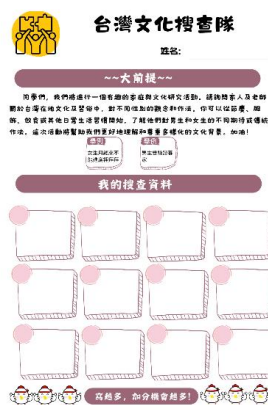 台灣文化搜查隊
姓名:
~~大前提~~
同學們，我們將進行一個有趣的家庭與文化研究活動。請詢問家人及老師
關於台灣在地文化及習俗中，對不同性別的觀念和作法。你可以從節慶、服
飾、飲食或其他日常生活習慣開始，了解他們對男生和女生的不同期待或傳統
作法。這次活動將幫助我們更好地理解和尊重多樣化的文化背景，加油!
舉例
舉例
我的搜查資料
寫越多，加分機會越多!